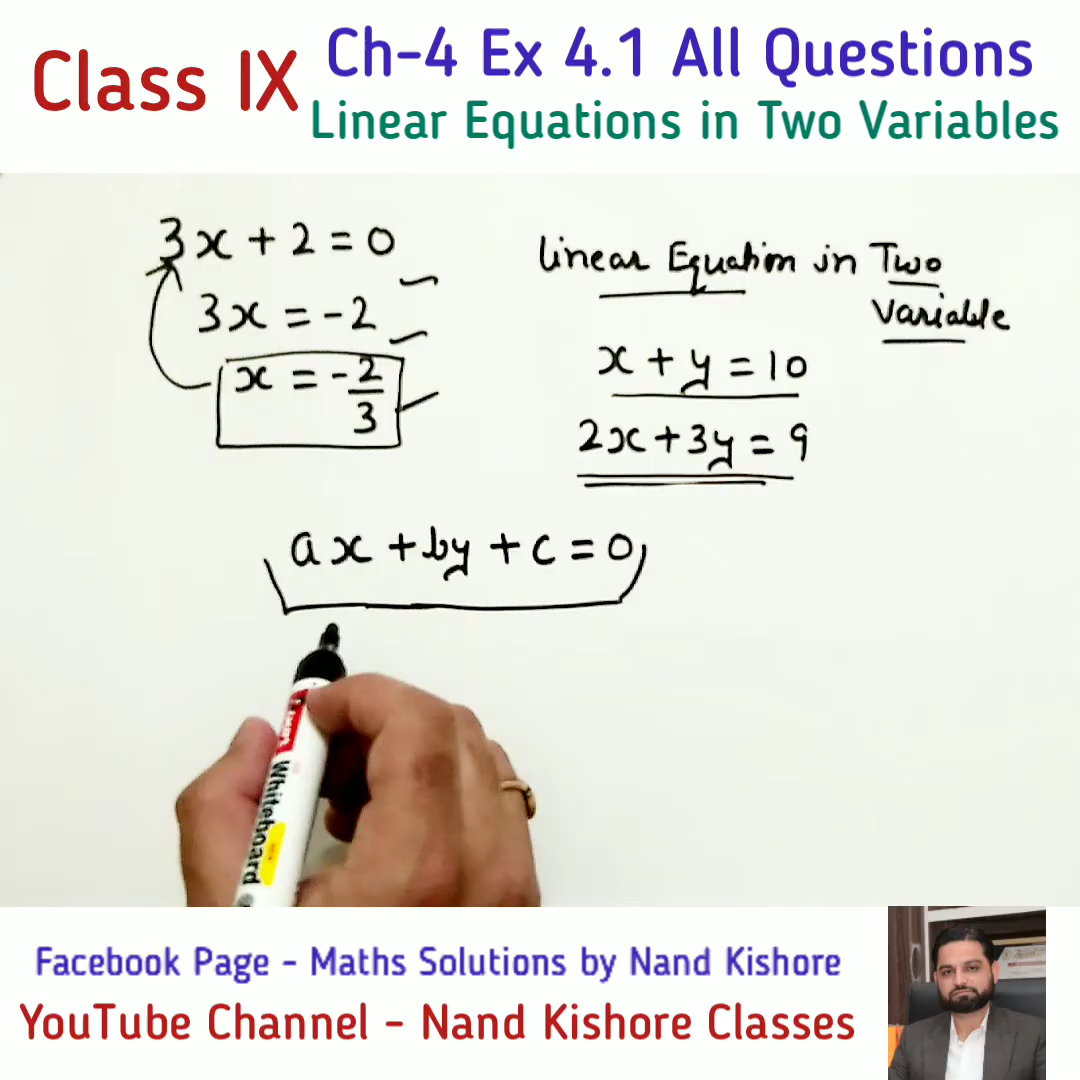 Class IX
Ch-4 Ex 4.1 All Questions
Linear Equations in Two Variables
3x + 2 = 0
3x = -2
x = -2/3
Linear Equation in Two
Variable
x + y = 10
2x + 3y = 9
ax + by + c = 0
Whiteboard
Facebook Page - Maths Solutions by Nand Kishore
YouTube Channel - Nand Kishore Classes